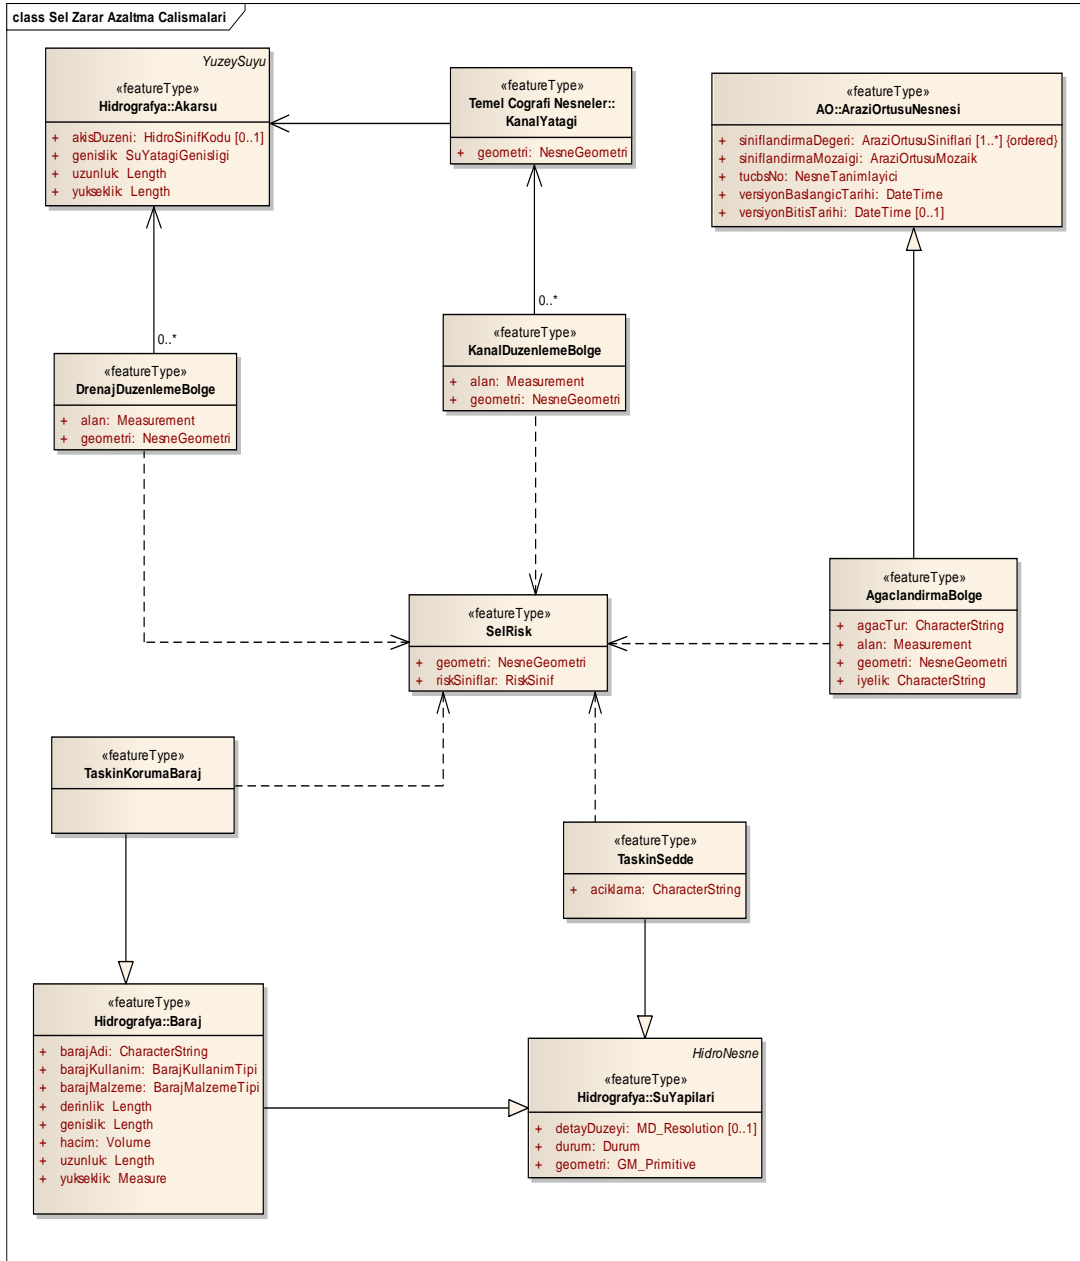 class Sel Zarar Azaltma Calismalari
YuzeySuyu
«featureType»
Hidrografya::Akarsu
+ akisDuzeni: HidroSinifKodu [0..1]
+ genislik: SuYatagiGenisligi
+ uzunluk: Length
+ yukseklik: Length
«featureType»
Temel Cografi Nesneler::
KanalYatagi
+ geometri: NesneGeometri
«featureType»
AO::AraziOrtusuNesnesi
+ siniflandirmaDegeri: AraziOrtusuSiniflari [1..*] {ordered}
+ siniflandirmaMozaigi: AraziOrtusuMozaik
+ tucbsNo: NesneTanimlayici
+ versiyonBaslangicTarihi: DateTime
+ versiyonBitisTarihi: DateTime [0..1]
0..*
0..*
«featureType»
DrenajDuzenlemeBolge
+ alan: Measurement
+ geometri: NesneGeometri
«featureType»
KanalDuzenlemeBolge
+ alan: Measurement
+ geometri: NesneGeometri
«featureType»
AgaclandirmaBolge
+ agacTur: CharacterString
+ alan: Measurement
+ geometri: NesneGeometri
+ iyelik: CharacterString
«featureType»
SelRisk
+ geometri: NesneGeometri
+ riskSiniflar: RiskSinif
«featureType»
TaskinKorumaBaraj
«featureType»
TaskinSedde
+ aciklama: CharacterString
«featureType»
Hidrografya::Baraj
+ barajAdi: CharacterString
+ barajKullanim: BarajKullanimTipi
+ barajMalzeme: BarajMalzemeTipi
+ derinlik: Length
+ genislik: Length
+ hacim: Volume
+ uzunluk: Length
+ yukseklik: Measure
HidroNesne
«featureType»
Hidrografya::SuYapilari
+ detayDuzeyi: MD_Resolution [0..1]
+ durum: Durum
+ geometri: GM_Primitive